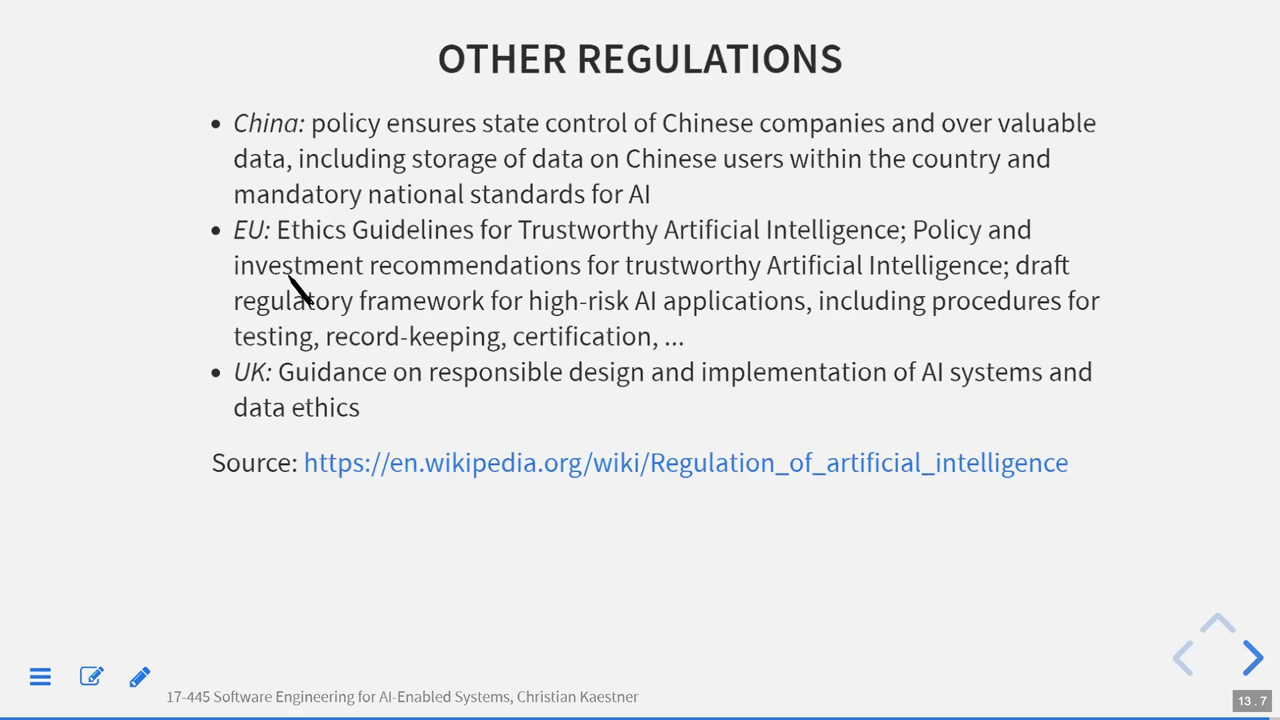 OTHER REGULATIONS
• China: policy ensures state control of Chinese companies and over valuable
data, including storage of data on Chinese users within the country and
mandatory national standards for AI
• EU: Ethics Guidelines for Trustworthy Artificial Intelligence; Policy and
investment recommendations for trustworthy Artificial Intelligence; draft
regulatory framework for high-risk AI applications, including procedures for
testing, record-keeping, certification, ...
• UK: Guidance on responsible design and implementation of AI systems and
data ethics
Source: https://en.wikipedia.org/wiki/Regulation_of_artificial_intelligence
17-445 Software Engineering for AI-Enabled Systems, Christian Kaestner
13 . 7